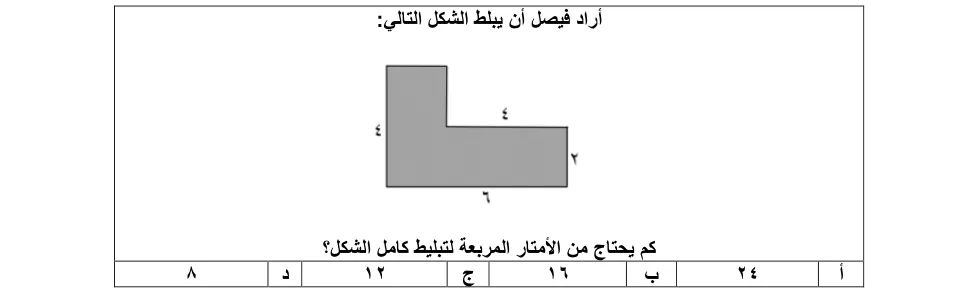 أراد فيصل أن يبلط الشكل التالي:
٤
٤
٢
٦
كم يحتاج من الأمتار المربعة لتبليط كامل الشكل؟
أ ٢٤ ب ١٦ ج ١٢ د ٨